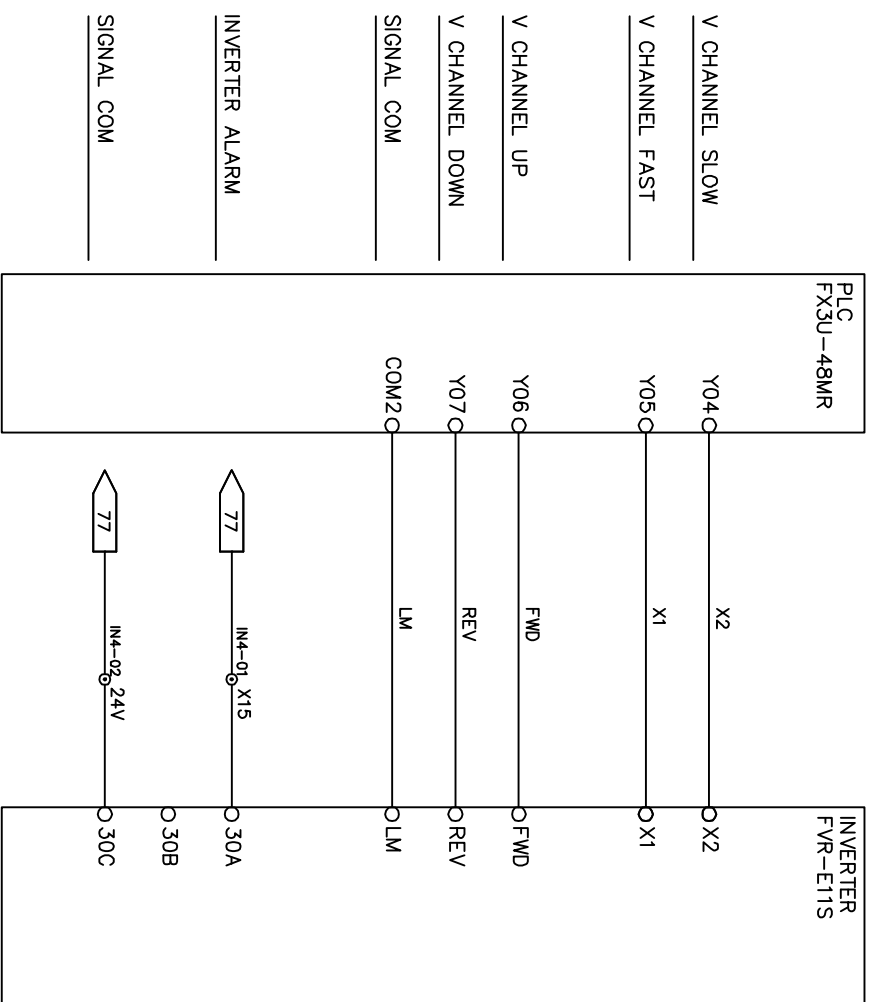 V CHANNEL SLOW
V CHANNEL FAST
V CHANNEL UP
V CHANNEL DOWN
SIGNAL COM
INVERTER ALARM
SIGNAL COM
PLC
FX3U-48MR
Y04
Y05
Y06
Y07
COM2
77
77
X2
X1
FWD
REV
LM
IN4-01 X15
IN4-02 24V
INVERTER
FVR-E11S
X2
X1
FWD
REV
LM
30A
30B
30C